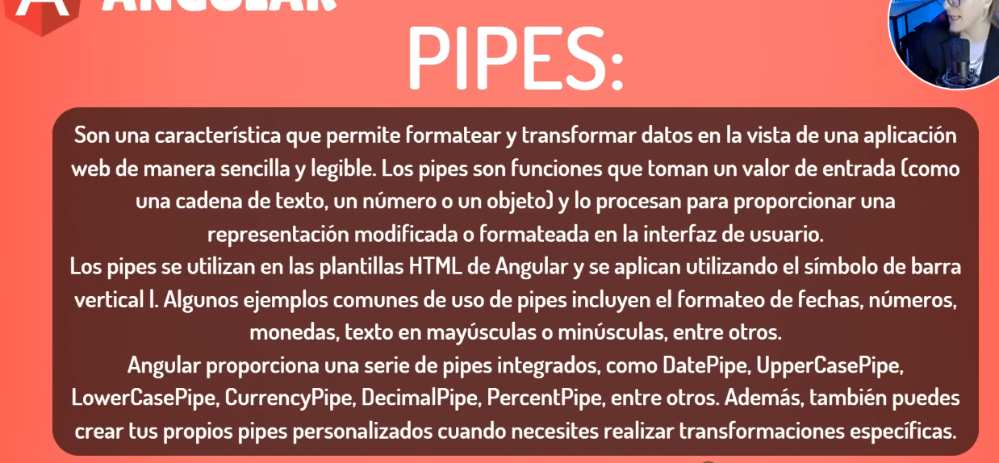 ANGULAR
PIPES:
Son una característica que permite formatear y transformar datos en la vista de una aplicación
web de manera sencilla y legible. Los pipes son funciones que toman un valor de entrada (como
una cadena de texto, un número o un objeto) y lo procesan para proporcionar una
representación modificada o formateada en la interfaz de usuario.
Los pipes se utilizan en las plantillas HTML de Angular y se aplican utilizando el símbolo de barra
vertical |. Algunos ejemplos comunes de uso de pipes incluyen el formateo de fechas, números,
monedas, texto en mayúsculas o minúsculas, entre otros.
Angular proporciona una serie de pipes integrados, como DatePipe, UpperCasePipe,
LowerCasePipe, CurrencyPipe, DecimalPipe, PercentPipe, entre otros. Además, también puedes
crear tus propios pipes personalizados cuando necesites realizar transformaciones específicas.